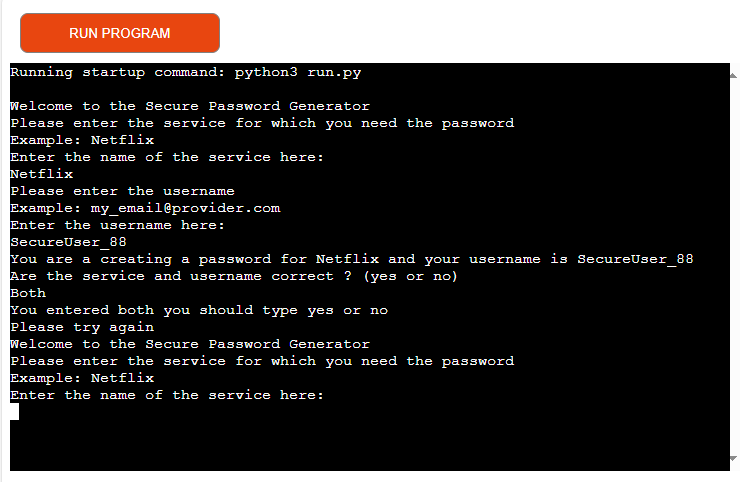 RUN PROGRAM
Running startup command: python3 run.py
Welcome to the Secure Password Generator
Please enter the service for which you need the password
Example: Netflix
Enter the name of the service here:
Netflix
Please enter the username
Example: my_email@provider.com
Enter the username here:
SecureUser_88
You are a creating a password for Netflix and your username is SecureUser_88
Are the service and username correct ? (yes or no)
Both
You entered both you should type yes or no
Please try again
Welcome to the Secure Password Generator
Please enter the service for which you need the password
Example: Netflix
Enter the name of the service here: